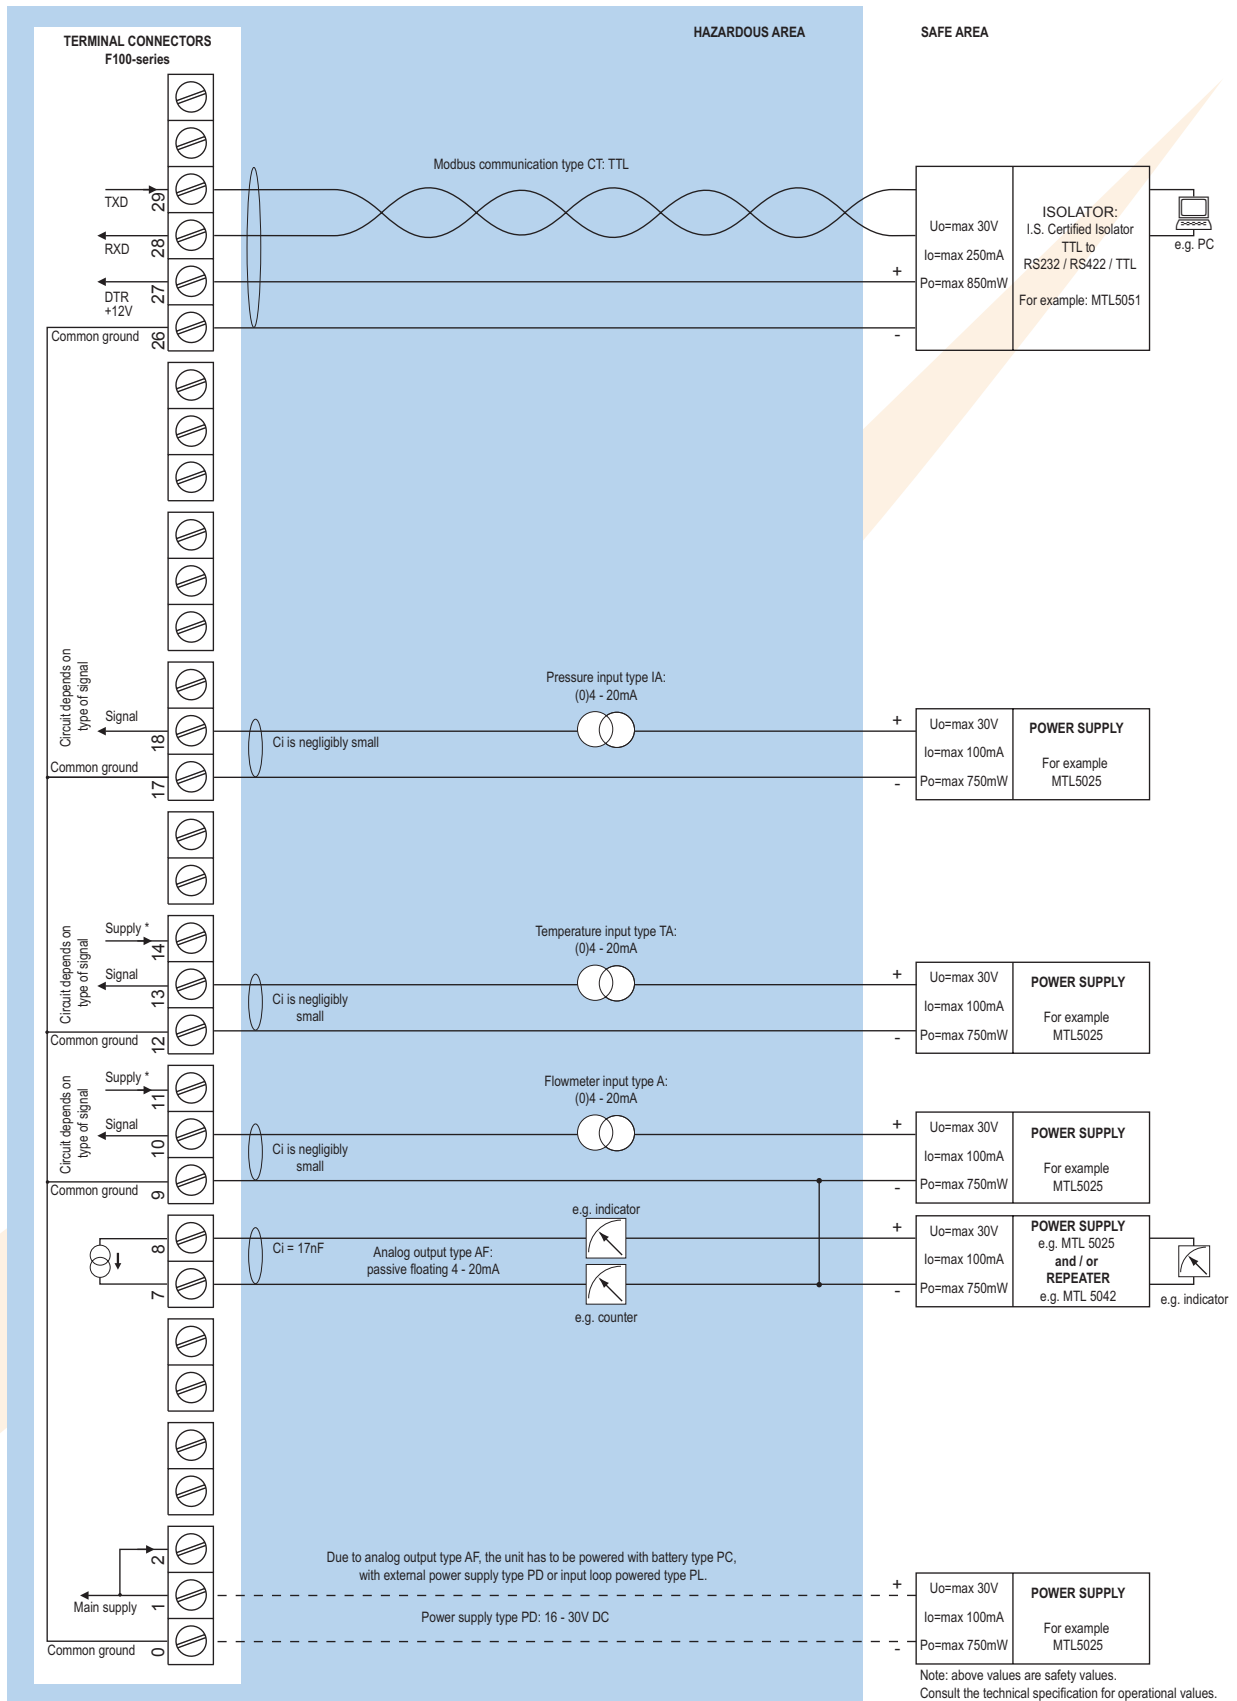 TERMINAL CONNECTORS
F100-series
HAZARDOUS AREA
SAFE AREA
Modbus communication type CT: TTL
TXD
29
RXD
28
DTR
+12V
27
Common ground
26
+
-
Uo=max 30V
Io=max 250mA
Po=max 850mW
ISOLATOR:
I.S. Certified Isolator
TTL to
RS232 / RS422 / TTL
For example: MTL5051
e.g. PC
Circuit depends on
type of signal
Signal
18
Common ground
17
Ci is negligibly small
Pressure input type IA:
(0)4 - 20mA
+
-
Uo=max 30V
Io=max 100mA
Po=max 750mW
POWER SUPPLY
For example
MTL5025
Circuit depends on
type of signal
Supply *
14
Signal
13
Common ground
12
Ci is negligibly
small
Temperature input type TA:
(0)4 - 20mA
+
-
Uo=max 30V
Io=max 100mA
Po=max 750mW
POWER SUPPLY
For example
MTL5025
Circuit depends on
type of signal
Supply *
11
Signal
10
Common ground
9
Ci is negligibly
small
Flowmeter input type A:
(0)4 - 20mA
+
-
Uo=max 30V
Io=max 100mA
Po=max 750mW
POWER SUPPLY
For example
MTL5025
8
7
Ci = 17nF
Analog output type AF:
passive floating 4 - 20mA
e.g. indicator
e.g. counter
+
-
Uo=max 30V
Io=max 100mA
Po=max 750mW
POWER SUPPLY
e.g. MTL 5025
and / or
REPEATER
e.g. MTL 5042
e.g. indicator
2
Main supply
1
Common ground
0
Due to analog output type AF, the unit has to be powered with battery type PC,
with external power supply type PD or input loop powered type PL.
Power supply type PD: 16 - 30V DC
+
-
Uo=max 30V
Io=max 100mA
Po=max 750mW
POWER SUPPLY
For example
MTL5025
Note: above values are safety values.
Consult the technical specification for operational values.